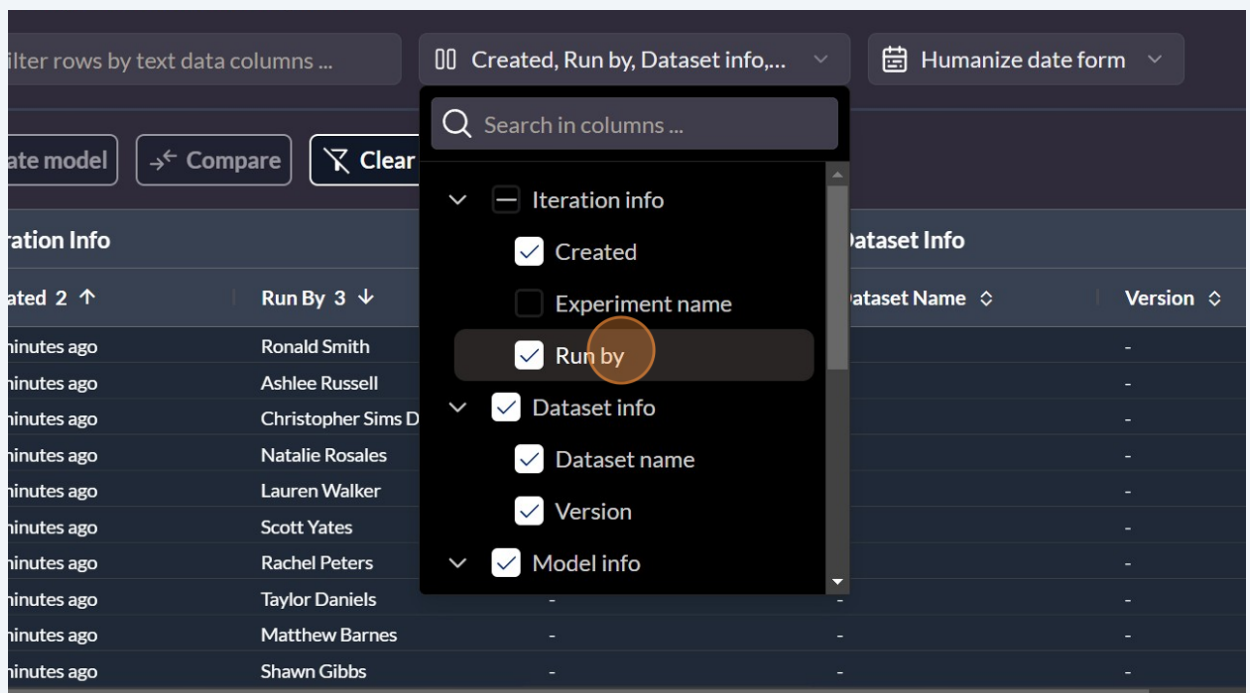 ilter rows by text data columns ...
Created, Run by, Dataset info,...
Humanize date form
Search in columns ...
ate model
Compare
Clear
Iteration info
Created
Experiment name
Run by
Dataset info
Dataset name
Version
Model info
ration Info
ataset Info
ated 2
Run By 3
ataset Name
Version
inutes ago Ronald Smith -
inutes ago Ashlee Russell -
inutes ago Christopher Sims D -
inutes ago Natalie Rosales -
inutes ago Lauren Walker -
inutes ago Scott Yates -
inutes ago Rachel Peters -
inutes ago Taylor Daniels - - -
inutes ago Matthew Barnes - - -
inutes ago Shawn Gibbs - - -